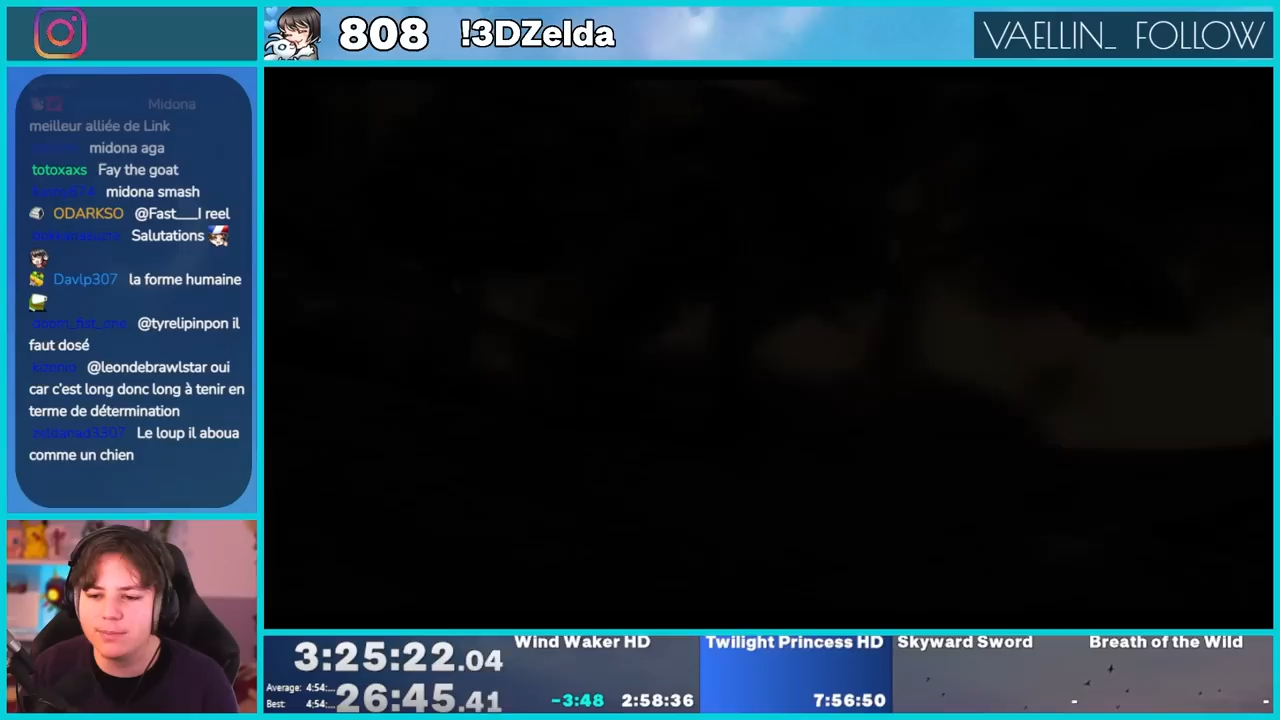 808 !3DZelda
VAELLIN_ FOLLOW
Midona
meilleur alliée de Link
midona aga
totoxaxs Fay the goat
midona smash
ODARKSO @Fast___I reel
Salutations
Davlp307 la forme humaine
doom_fist_one @tyrelipinpon il
faut dosé
@leondebrawlstar oui
car c'est long donc long à tenir en
terme de détermination
zeldanad3307 Le loup il aboua
comme un chien
3:25:22.04
Average: 4:54:...
Best: 4:54:...
26:45.41
Wind Waker HD
-3:48 2:58:36
Twilight Princess HD
7:56:50
Skyward Sword
-
Breath of the Wild
-